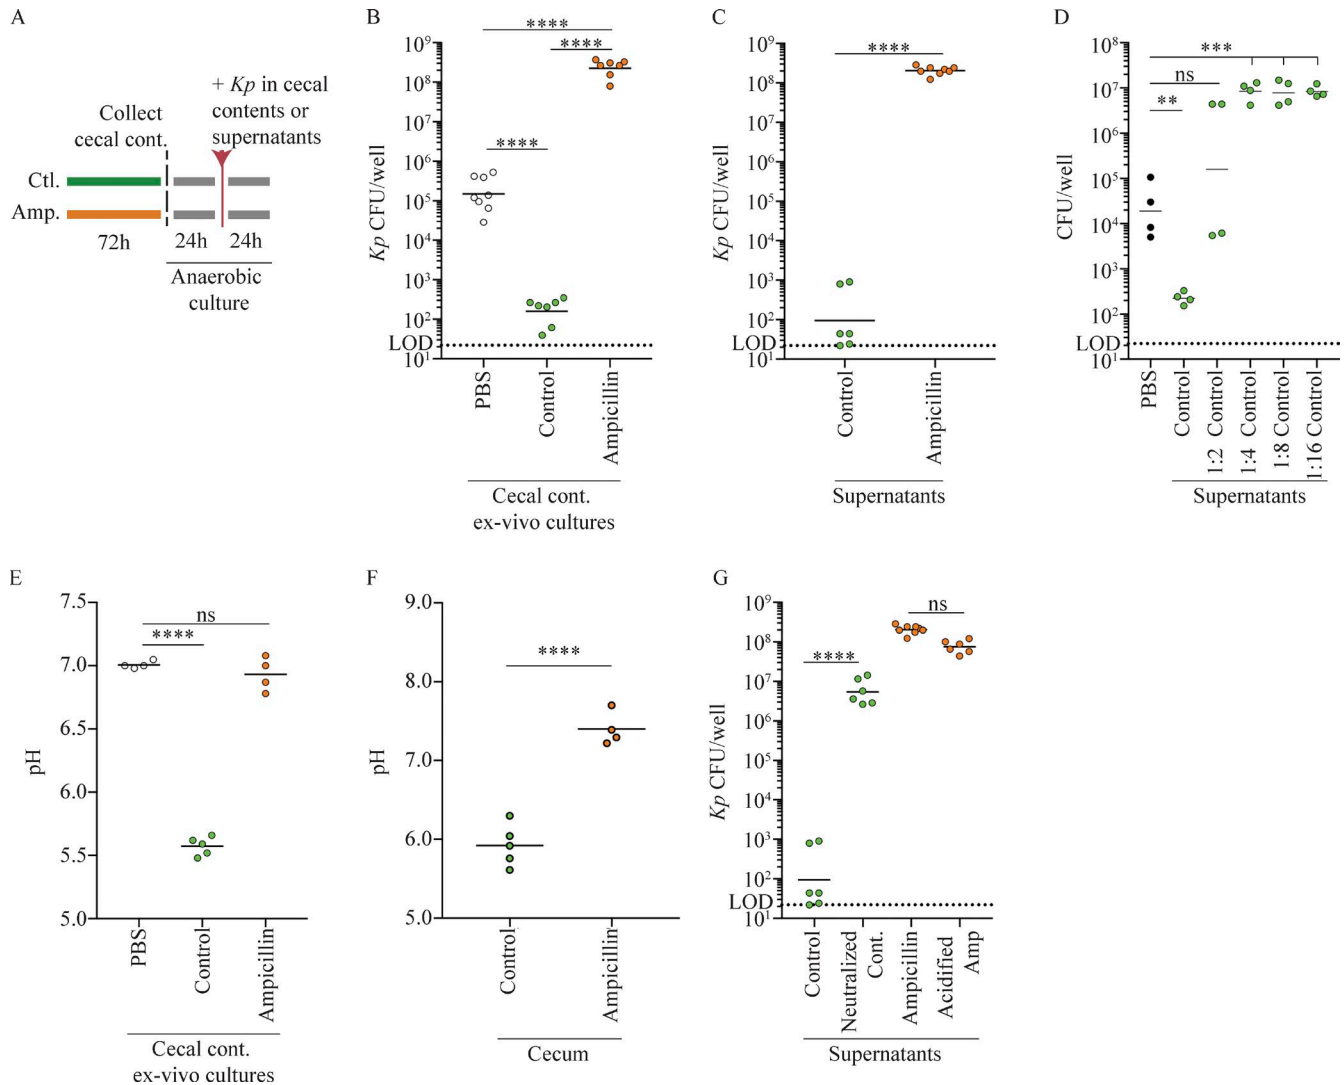 A
Collect
cecal cont.
+ Kp in cecal
contents or
supernatants
Ctl.
Amp.
72h
24h
24h
Anaerobic
culture
B
Kp CFU/well
10⁹
10⁸
10⁷
10⁶
10⁵
10⁴
10³
10²
10¹
LOD
****
****
****
PBS
Control
Ampicillin
Cecal cont.
ex-vivo cultures
C
Kp CFU/well
10⁹
10⁸
10⁷
10⁶
10⁵
10⁴
10³
10²
10¹
LOD
****
Control
Ampicillin
Supernatants
D
CFU/well
10⁸
10⁷
10⁶
10⁵
10⁴
10³
10²
10¹
LOD
***
ns
**
PBS
Control
1:2 Control
1:4 Control
1:8 Control
1:16 Control
Supernatants
E
pH
7.5
7.0
6.5
6.0
5.5
5.0
ns
****
PBS
Control
Ampicillin
Cecal cont.
ex-vivo cultures
F
pH
9.0
8.0
7.0
6.0
5.0
****
Control
Ampicillin
Cecum
G
Kp CFU/well
10⁹
10⁸
10⁷
10⁶
10⁵
10⁴
10³
10²
10¹
LOD
****
ns
Control
Neutralized
Cont.
Ampicillin
Acidified
Amp
Supernatants